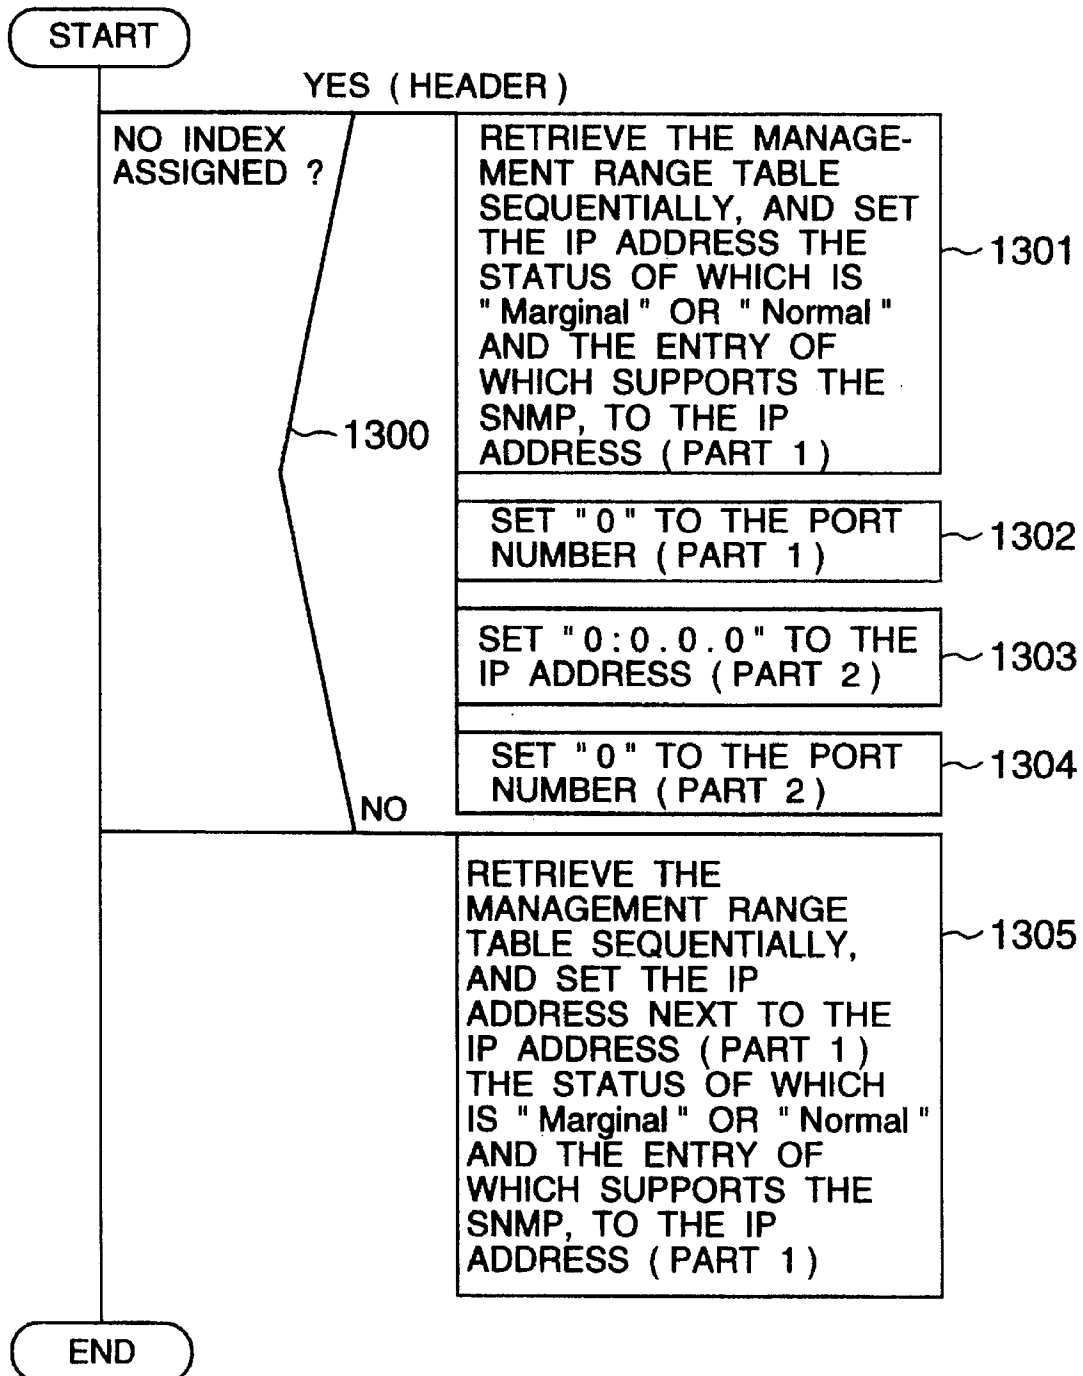 START
YES ( HEADER )
NO INDEX
ASSIGNED ?
1300
RETRIEVE THE MANAGE-
MENT RANGE TABLE
SEQUENTIALLY, AND SET
THE IP ADDRESS THE
STATUS OF WHICH IS
" Marginal " OR " Normal "
AND THE ENTRY OF
WHICH SUPPORTS THE
SNMP, TO THE IP
ADDRESS ( PART 1 )
1301
SET " 0 " TO THE PORT
NUMBER ( PART 1 )
1302
SET " 0 : 0 . 0 . 0 " TO THE
IP ADDRESS ( PART 2 )
1303
SET " 0 " TO THE PORT
NUMBER ( PART 2 )
1304
NO
RETRIEVE THE
MANAGEMENT RANGE
TABLE SEQUENTIALLY,
AND SET THE IP
ADDRESS NEXT TO THE
IP ADDRESS ( PART 1 )
THE STATUS OF WHICH
IS " Marginal " OR " Normal "
AND THE ENTRY OF
WHICH SUPPORTS THE
SNMP, TO THE IP
ADDRESS ( PART 1 )
1305
END